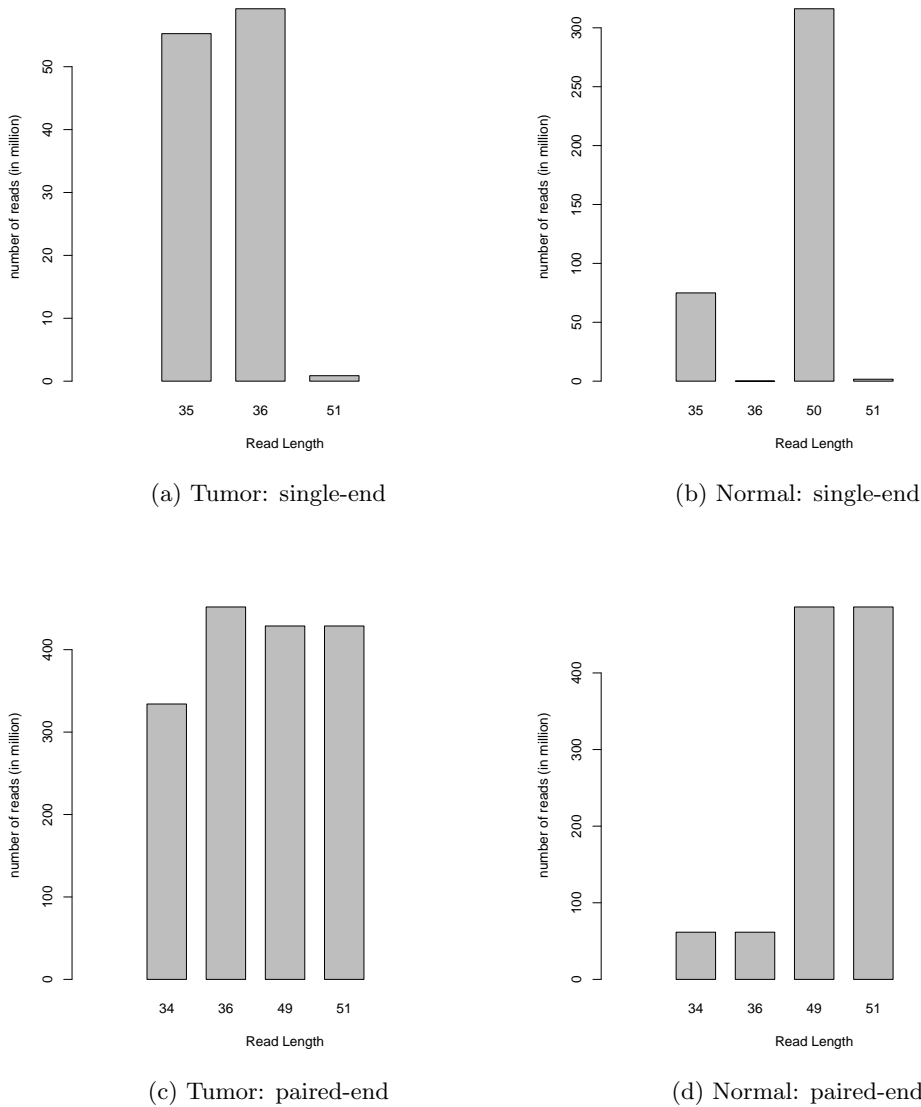 number of reads (in million)
0 10 20 30 40 50
35 36 51
Read Length
(a) Tumor: single-end
number of reads (in million)
0 50 100 150 200 250 300
35 36 50 51
Read Length
(b) Normal: single-end
number of reads (in million)
0 100 200 300 400
34 36 49 51
Read Length
(c) Tumor: paired-end
number of reads (in million)
0 100 200 300 400
34 36 49 51
Read Length
(d) Normal: paired-end